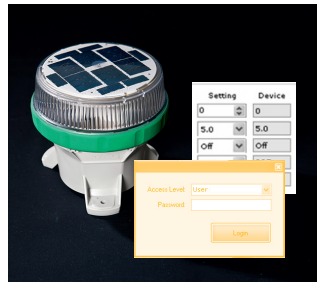 Setting Device
0 0
5.0 5.0
Off Off
Access Level: User
Password:
Login